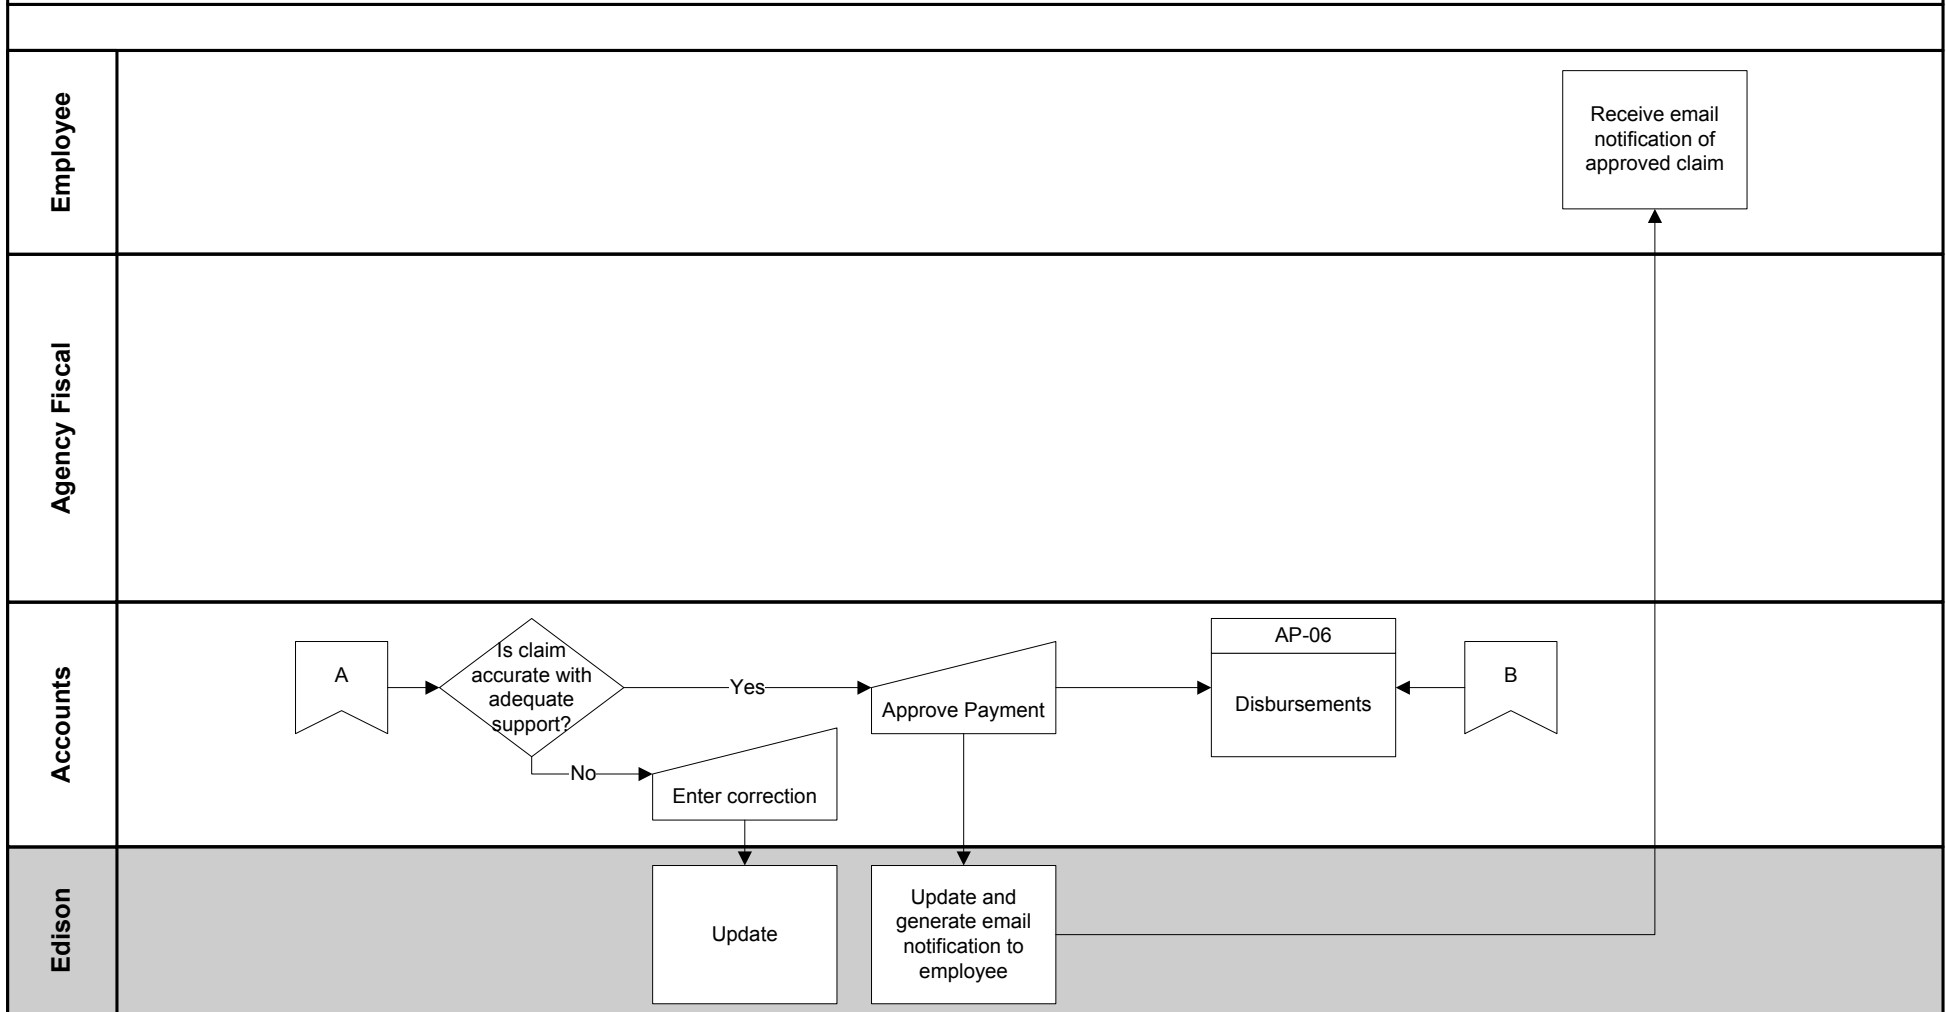 Employee
Receive email
notification of
approved claim
Agency Fiscal
Accounts
A
Is claim
accurate with
adequate
support?
Yes
Approve Payment
AP-06
Disbursements
B
No
Enter correction
Edison
Update
Update and
generate email
notification to
employee